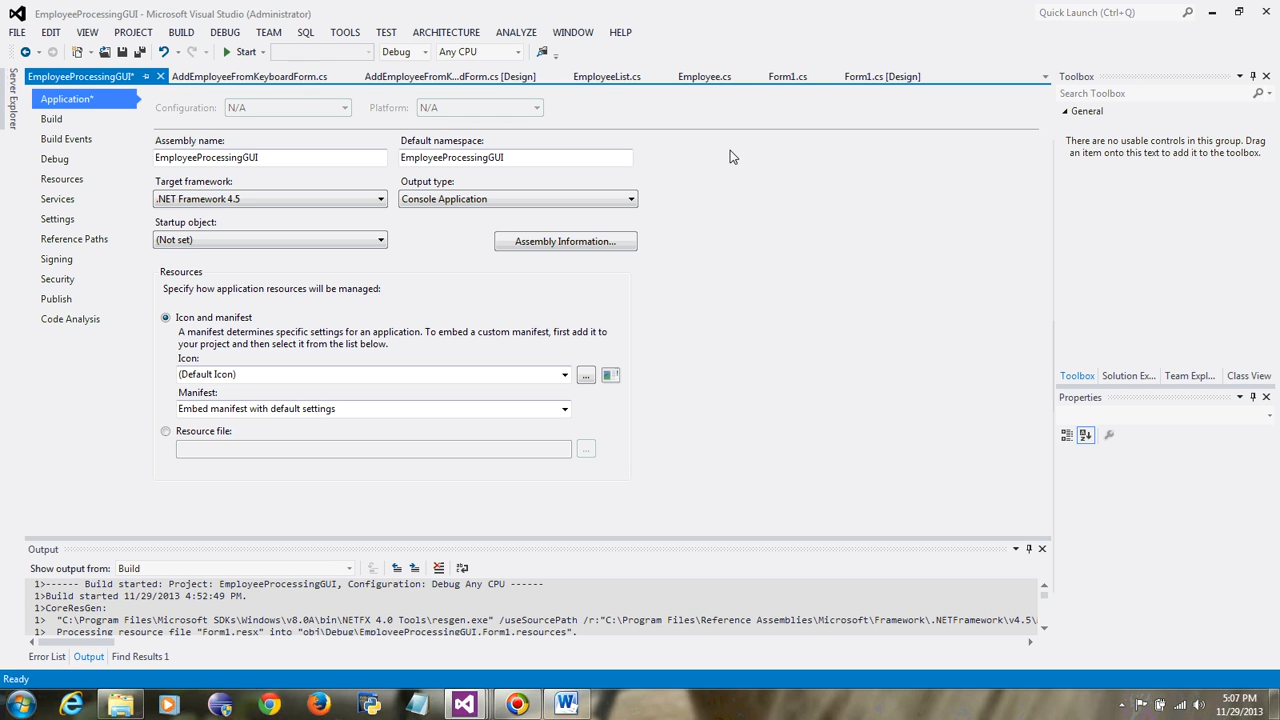 EmployeeProcessingGUI - Microsoft Visual Studio (Administrator)
Quick Launch (Ctrl+Q)
FILE EDIT VIEW PROJECT BUILD DEBUG TEAM SQL TOOLS TEST ARCHITECTURE ANALYZE WINDOW HELP
Start Debug Any CPU
EmployeeProcessingGUI* AddEmployeeFromKeyboardForm.cs AddEmployeeFromK...dForm.cs [Design] EmployeeList.cs Employee.cs Form1.cs Form1.cs [Design]
Server Explorer
Application*
Build
Build Events
Debug
Resources
Services
Settings
Reference Paths
Signing
Security
Publish
Code Analysis
Configuration: N/A Platform: N/A
Assembly name: Default namespace:
EmployeeProcessingGUI EmployeeProcessingGUI
Target framework: Output type:
.NET Framework 4.5 Console Application
Startup object:
(Not set) Assembly Information...
Resources
Specify how application resources will be managed:
Icon and manifest
A manifest determines specific settings for an application. To embed a custom manifest, first add it to
your project and then select it from the list below.
Icon:
(Default Icon) ...
Manifest:
Embed manifest with default settings
Resource file:
...
Toolbox
Search Toolbox
General
There are no usable controls in this group. Drag
an item onto this text to add it to the toolbox.
Toolbox Solution Ex... Team Expl... Class View
Properties
Output
Show output from: Build
1>------ Build started: Project: EmployeeProcessingGUI, Configuration: Debug Any CPU ------
1>Build started 11/29/2013 4:52:49 PM.
1>CoreResGen:
1> "C:\Program Files\Microsoft SDKs\Windows\v8.0A\bin\NETFX 4.0 Tools\resgen.exe" /useSourcePath /r:"C:\Program Files\Reference Assemblies\Microsoft\Framework\.NETFramework\v4.5\
1> Processing resource file "Form1.resx" into "obj\Debug\EmployeeProcessingGUI.Form1.resources".
Error List Output Find Results 1
Ready
5:07 PM
11/29/2013